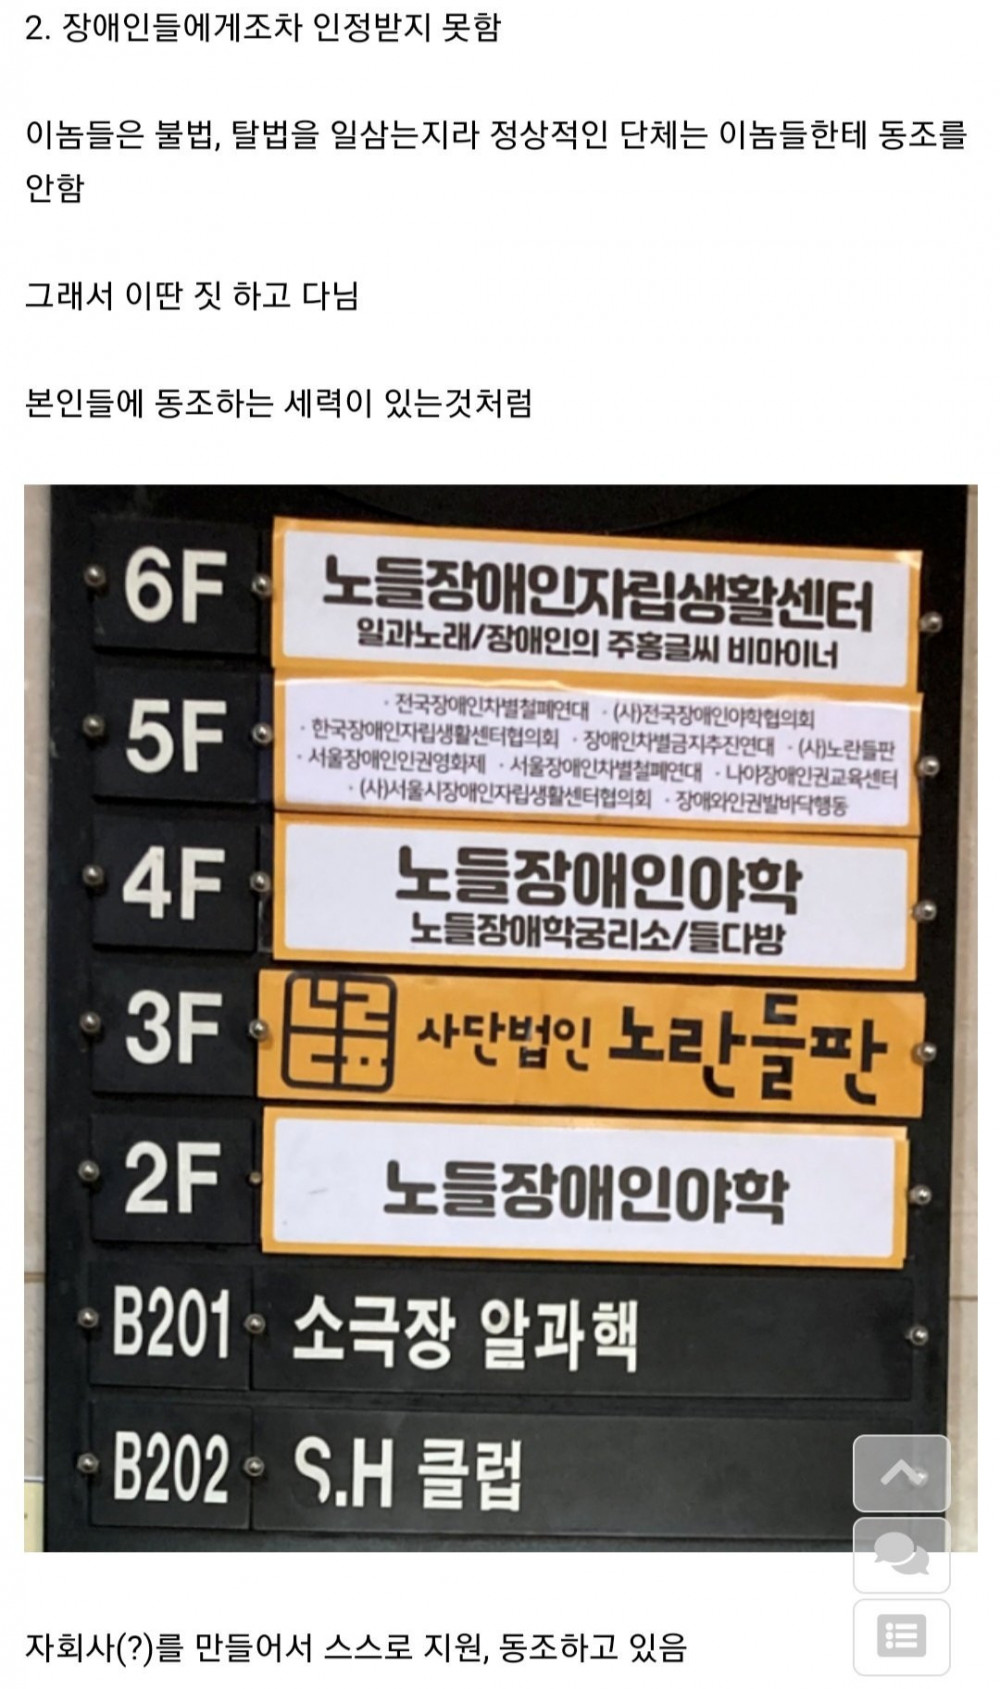 2. 장애인들에게조차 인정받지 못함
이놈들은 불법, 탈법을 일삼는지라 정상적인 단체는 이놈들한테 동조를
안함
그래서 이딴 짓 하고 다님
본인들에 동조하는 세력이 있는것처럼
6F 노들장애인자립생활센터
일과노래/장애인의 주홍글씨 비마이너
5F · 전국장애인차별철폐연대 · (사)전국장애인야학협의회
· 한국장애인자립생활센터협의회 · 장애인차별금지추진연대 · (사)노란들판
· 서울장애인인권영화제 · 서울장애인차별철폐연대 · 나야장애인권교육센터
· (사)서울시장애인자립생활센터협의회 · 장애와인권발바닥행동
4F 노들장애인야학
노들장애학궁리소/들다방
3F 사단법인 노란들판
2F 노들장애인야학
B201 소극장 알과핵
B202 S.H 클럽
자회사(?)를 만들어서 스스로 지원, 동조하고 있음